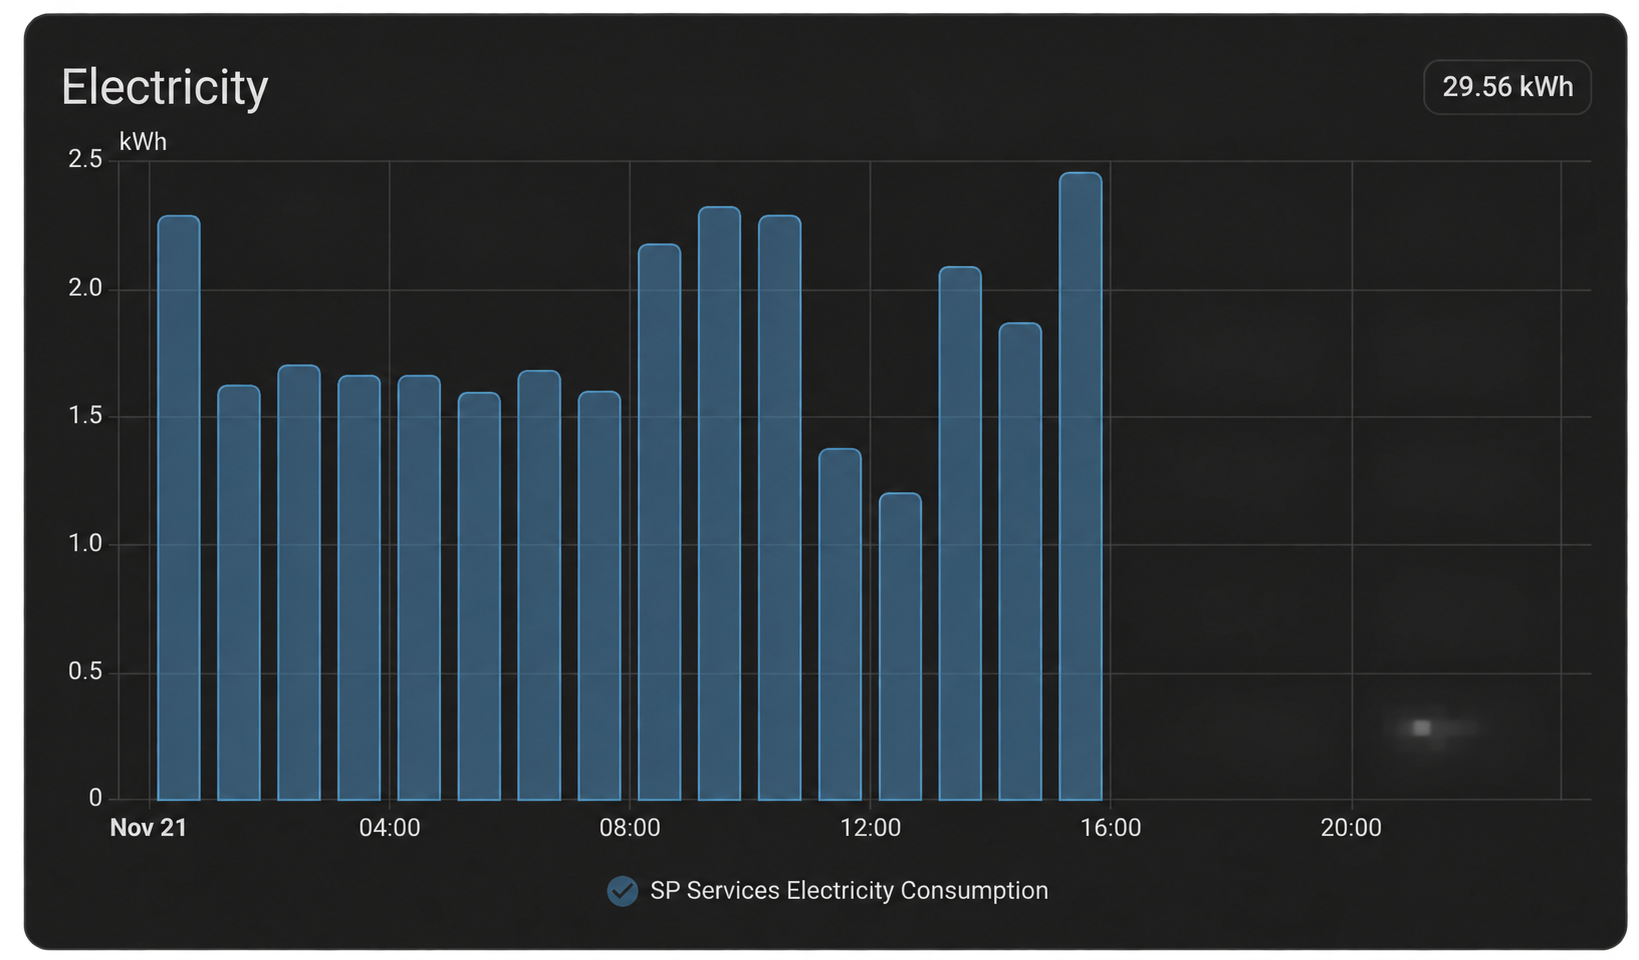 Electricity
29.56 kWh
kWh
2.5
2.0
1.5
1.0
0.5
0
Nov 21 04:00 08:00 12:00 16:00 20:00
SP Services Electricity Consumption